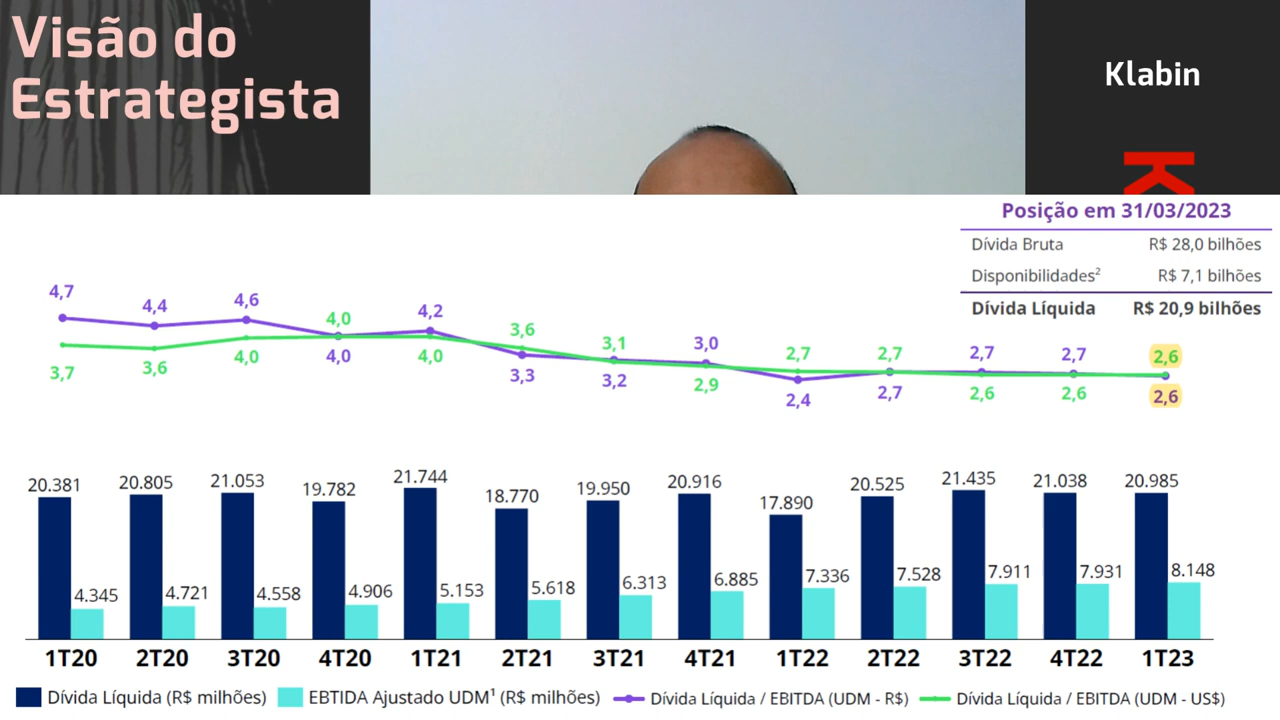 Visão do
Estrategista
Klabin
K
Posição em 31/03/2023
Dívida Bruta R$ 28,0 bilhões
Disponibilidades² R$ 7,1 bilhões
Dívida Líquida R$ 20,9 bilhões
4,7 4,4 4,6 4,0 4,2 3,6 3,1 3,0 2,7 2,7 2,7 2,7 2,6
3,7 3,6 4,0 4,0 4,0 3,3 3,2 2,9 2,4 2,7 2,6 2,6 2,6
20.381 20.805 21.053 19.782 21.744 18.770 19.950 20.916 17.890 20.525 21.435 21.038 20.985
4.345 4.721 4.558 4.906 5.153 5.618 6.313 6.885 7.336 7.528 7.911 7.931 8.148
1T20 2T20 3T20 4T20 1T21 2T21 3T21 4T21 1T22 2T22 3T22 4T22 1T23
Dívida Líquida (R$ milhões) EBTIDA Ajustado UDM¹ (R$ milhões) Dívida Líquida / EBITDA (UDM - R$) Dívida Líquida / EBITDA (UDM - US$)